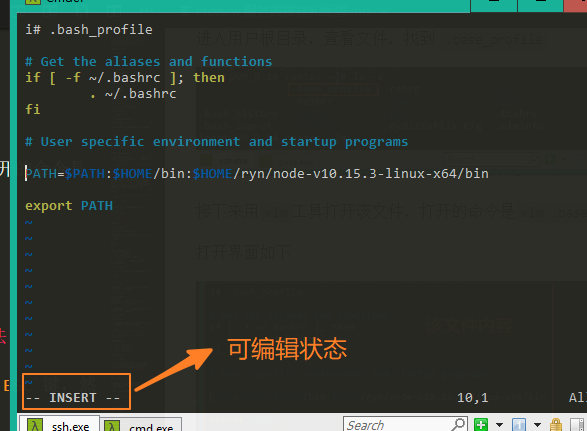 i# .bash_profile
# Get the aliases and functions
if [ -f ~/.bashrc ]; then
. ~/.bashrc
fi
# User specific environment and startup programs
PATH=$PATH:$HOME/bin:$HOME/ryn/node-v10.15.3-linux-x64/bin
export PATH
~
~
~
~
~
~
~
~
~
~
~
可编辑状态
-- INSERT -- 10,1 Al
ssh.exe cmd.exe Search